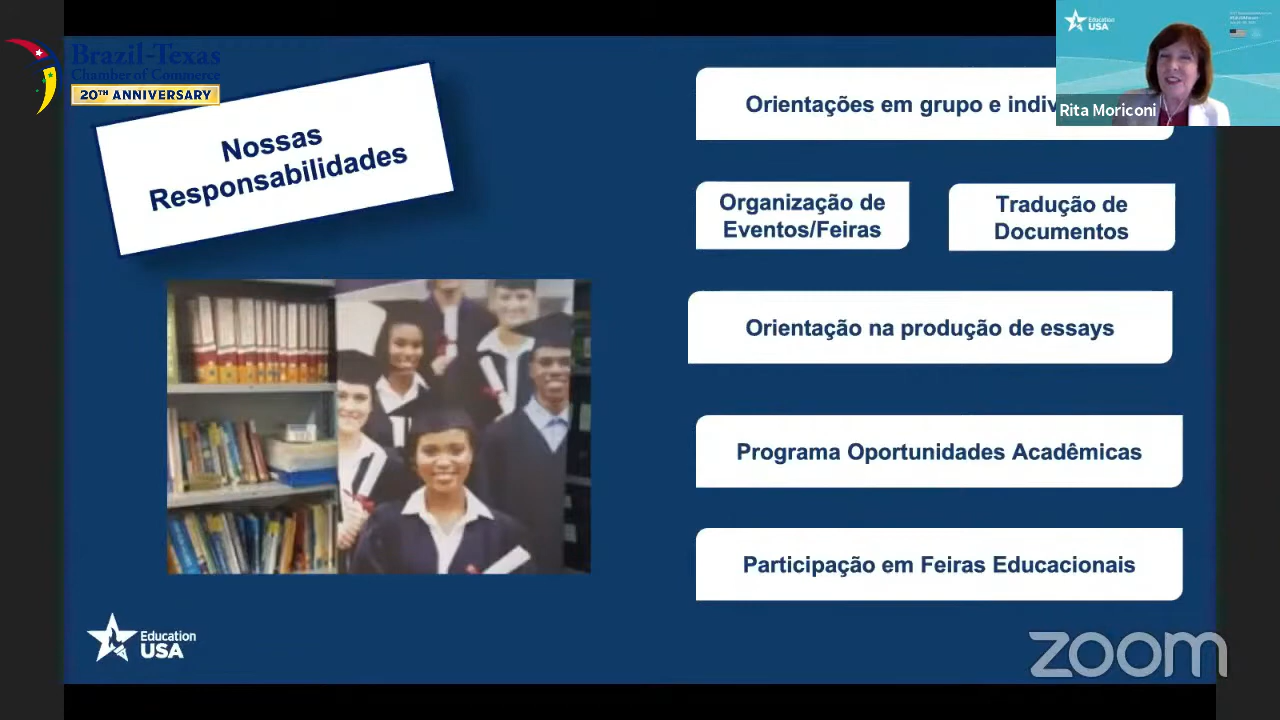 Brazil-Texas
Chamber of Commerce
20TH ANNIVERSARY
Nossas
Responsabilidades
Orientações em grupo e indiv
Education
USA
Rita Moriconi
Organização de
Eventos/Feiras
Tradução de
Documentos
Orientação na produção de essays
Programa Oportunidades Acadêmicas
Participação em Feiras Educacionais
Education
USA
zoom